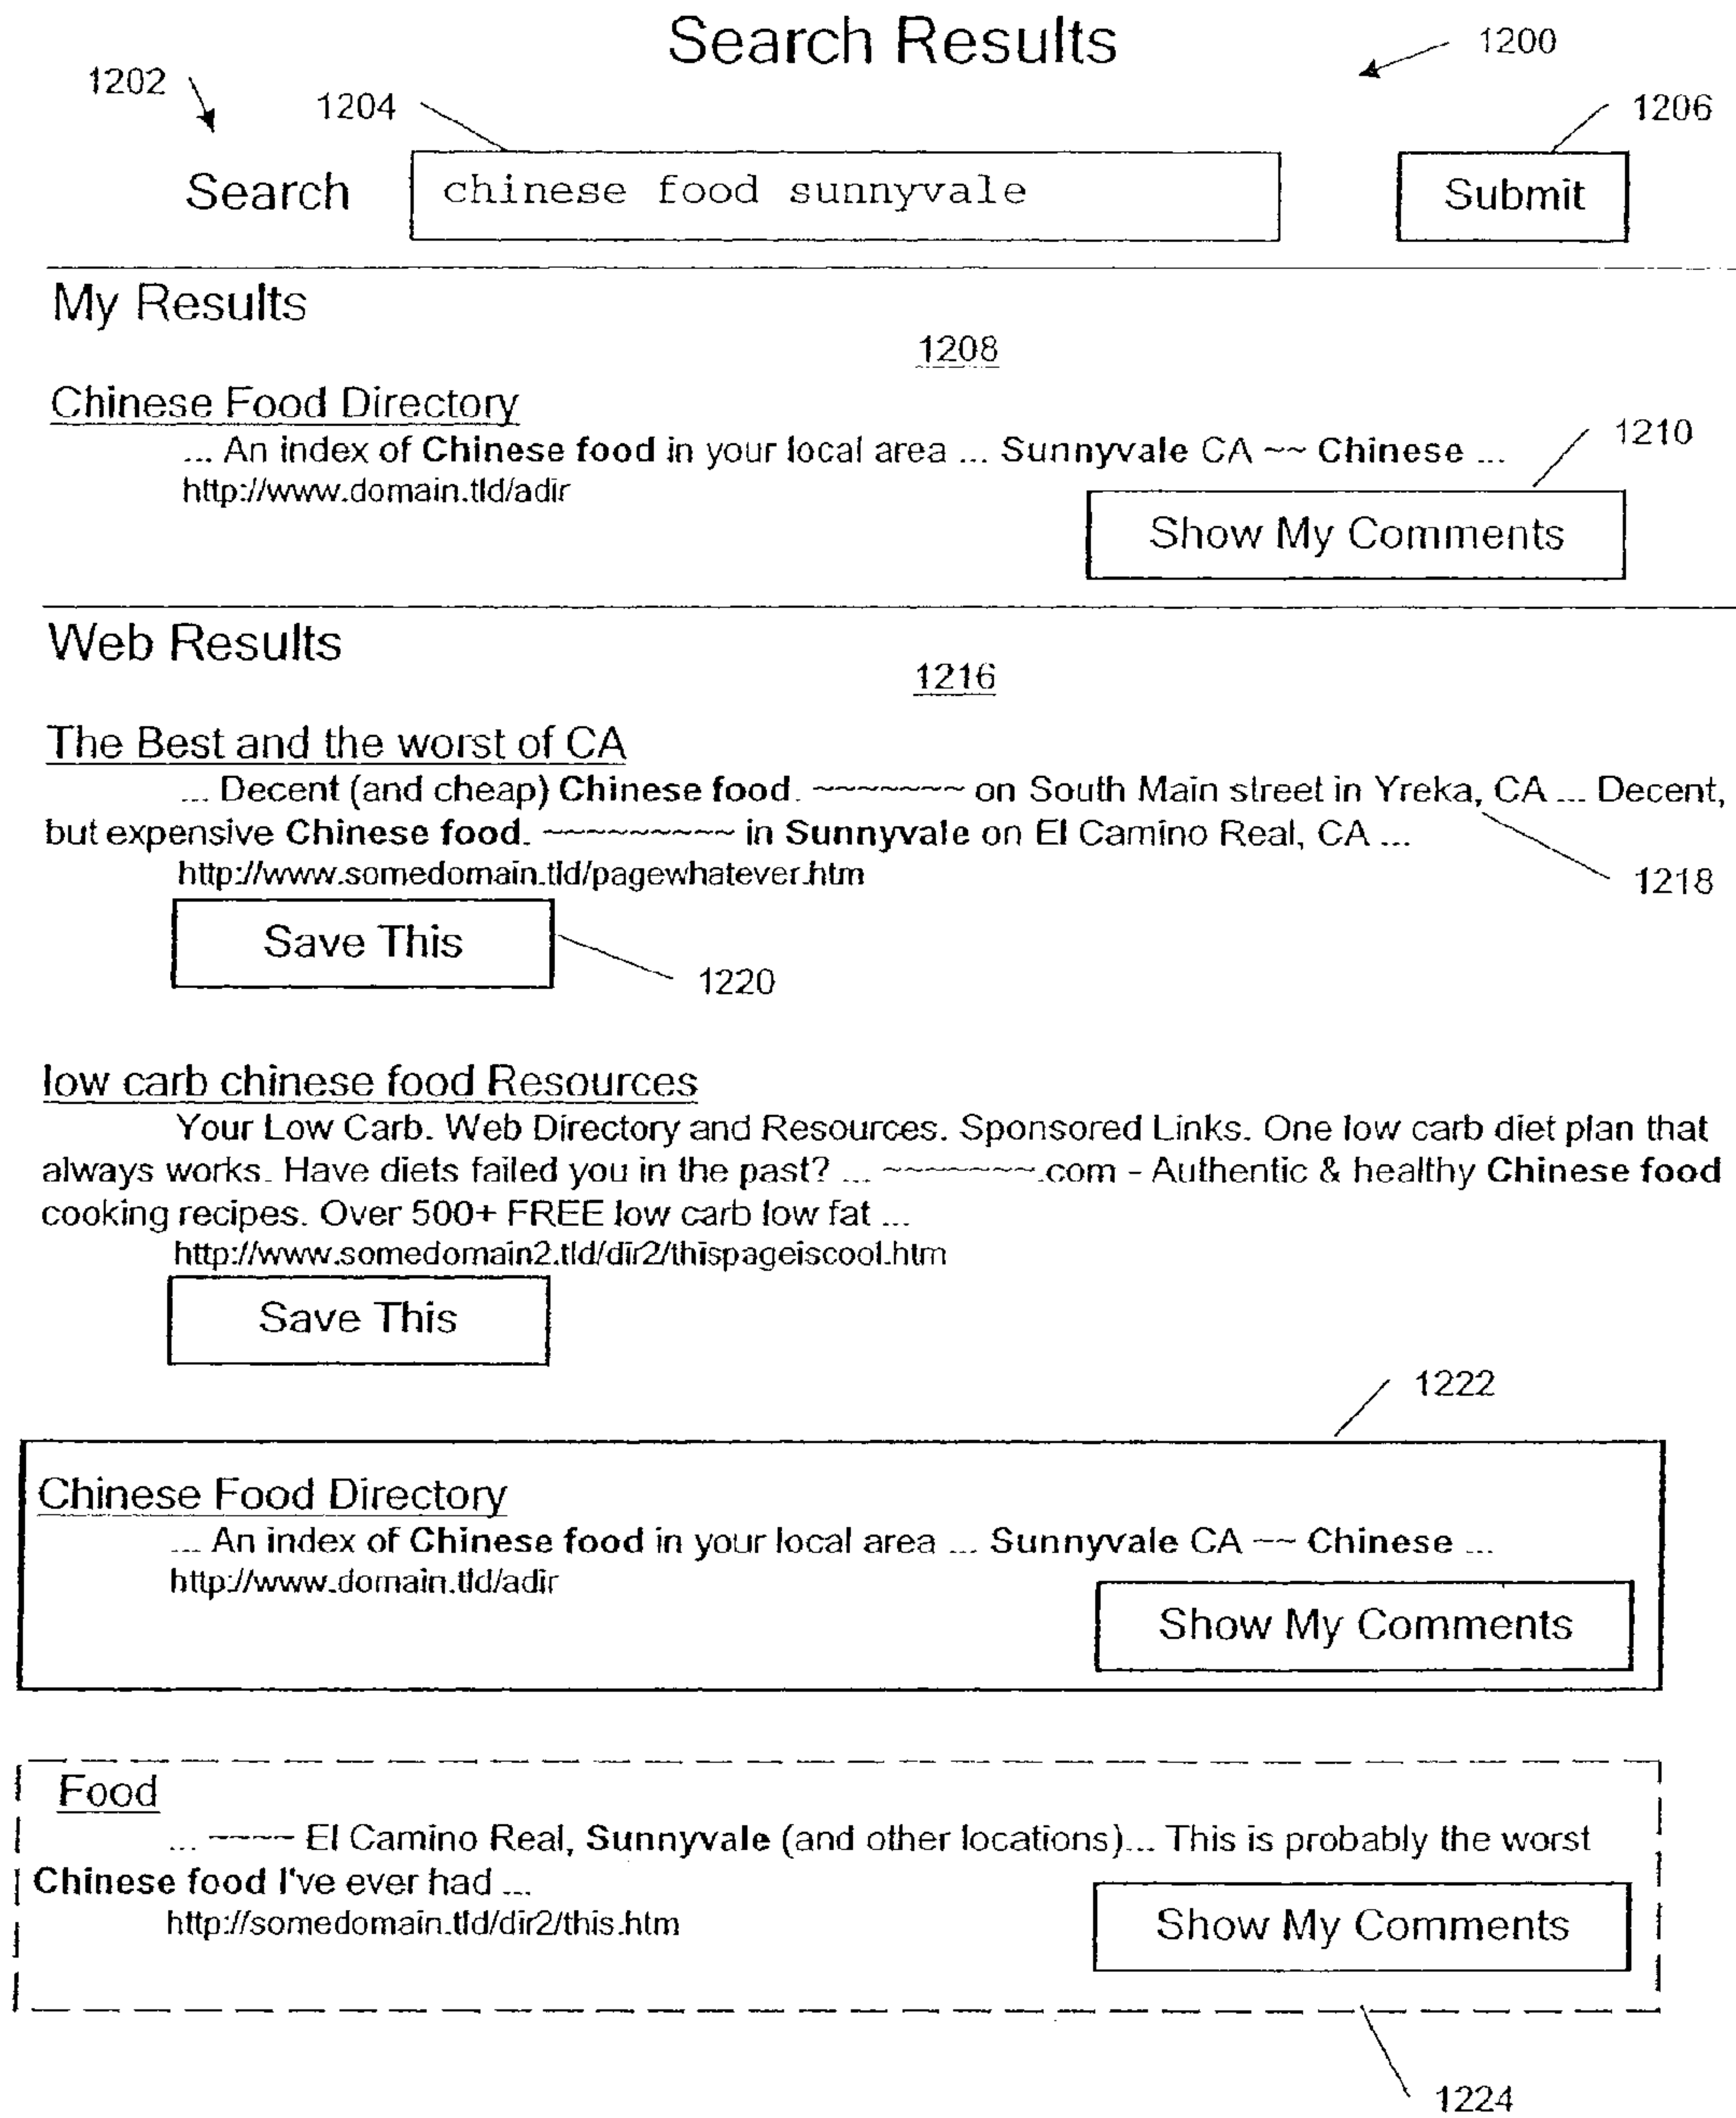 Search Results
1200
1202
1204
1206
Search
chinese food sunnyvale
Submit
My Results
1208
Chinese Food Directory
... An index of Chinese food in your local area ... Sunnyvale CA ~~ Chinese ...
1210
http://www.domain.tld/adir
Show My Comments
Web Results
1216
The Best and the worst of CA
... Decent (and cheap) Chinese food. ~~~~~~~ on South Main street in Yreka, CA ... Decent,
but expensive Chinese food. ~~~~~~~~~ in Sunnyvale on El Camino Real, CA ...
http://www.somedomain.tld/pagewhatever.htm
1218
Save This
1220
low carb chinese food Resources
Your Low Carb. Web Directory and Resources. Sponsored Links. One low carb diet plan that
always works. Have diets failed you in the past? ... ~~~~~~~.com - Authentic & healthy Chinese food
cooking recipes. Over 500+ FREE low carb low fat ...
http://www.somedomain2.tld/dir2/thispageiscool.htm
Save This
1222
Chinese Food Directory
... An index of Chinese food in your local area ... Sunnyvale CA ~~ Chinese ...
http://www.domain.tld/adir
Show My Comments
Food
... ~~~~ El Camino Real, Sunnyvale (and other locations)... This is probably the worst
Chinese food I've ever had ...
http://somedomain.tld/dir2/this.htm
Show My Comments
1224